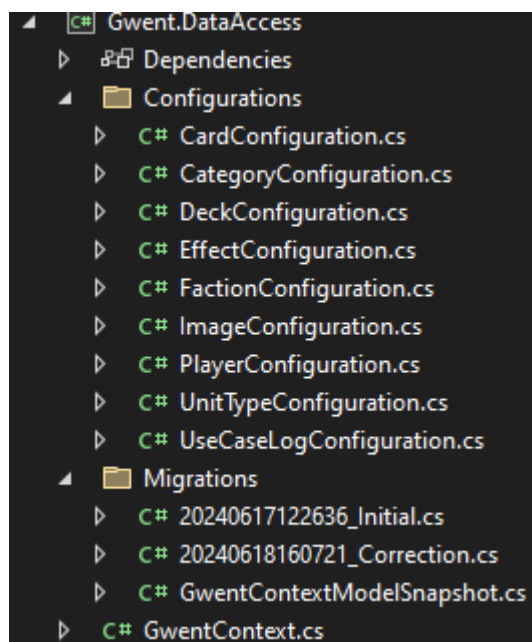 C# Gwent.DataAccess
Dependencies
Configurations
C# CardConfiguration.cs
C# CategoryConfiguration.cs
C# DeckConfiguration.cs
C# EffectConfiguration.cs
C# FactionConfiguration.cs
C# ImageConfiguration.cs
C# PlayerConfiguration.cs
C# UnitTypeConfiguration.cs
C# UseCaseLogConfiguration.cs
Migrations
C# 20240617122636_Initial.cs
C# 20240618160721_Correction.cs
C# GwentContextModelSnapshot.cs
C# GwentContext.cs